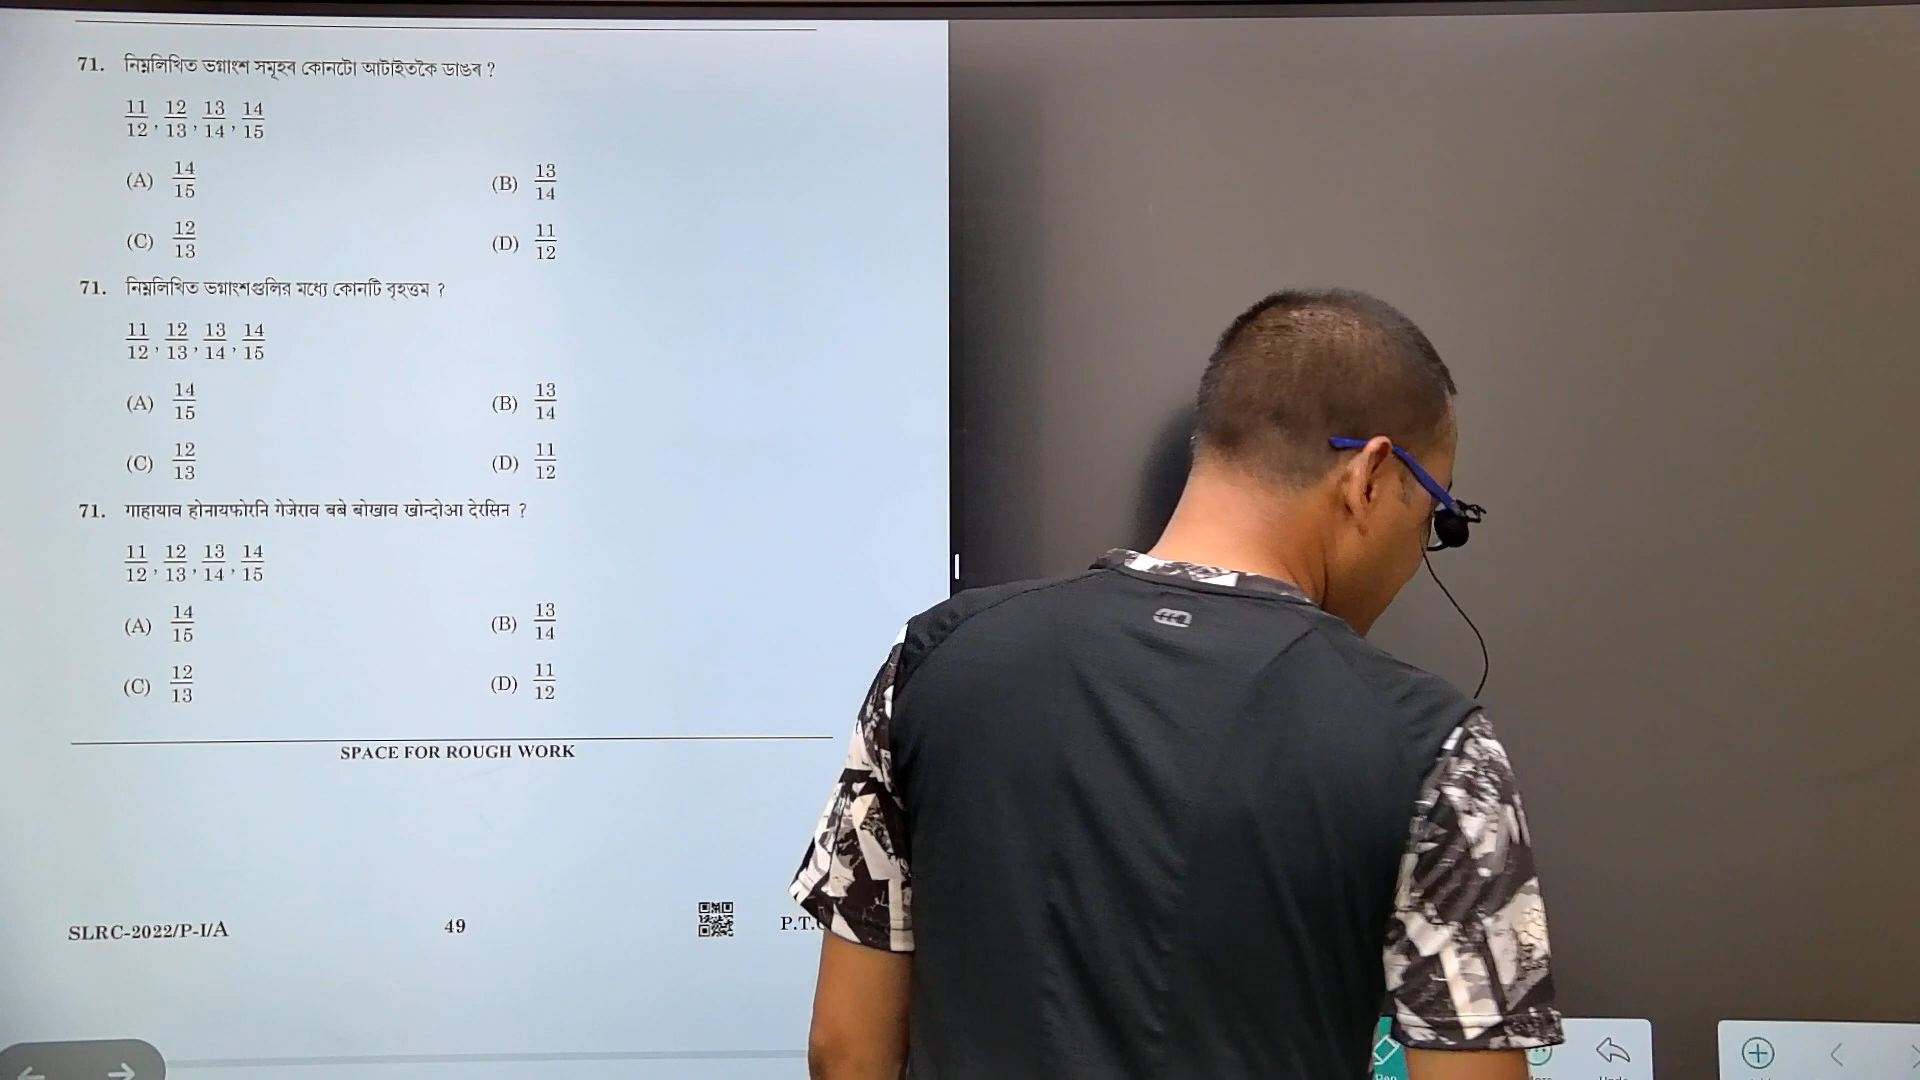 71. নিম্নলিখিত ভগ্নাংশ সমূহৰ কোনটো আটাইতকৈ ডাঙৰ ?
11/12, 12/13, 13/14, 14/15
(A) 14/15 (B) 13/14
(C) 12/13 (D) 11/12
71. নিম্নলিখিত ভগ্নাংশগুলির মধ্যে কোনটি বৃহত্তম ?
11/12, 12/13, 13/14, 14/15
(A) 14/15 (B) 13/14
(C) 12/13 (D) 11/12
71. गाहायाव होनायफोरनि गेजेराव बबे बोखाव खोन्दोआ देरसिन ?
11/12, 12/13, 13/14, 14/15
(A) 14/15 (B) 13/14
(C) 12/13 (D) 11/12
SPACE FOR ROUGH WORK
SLRC-2022/P-I/A 49 P.T.